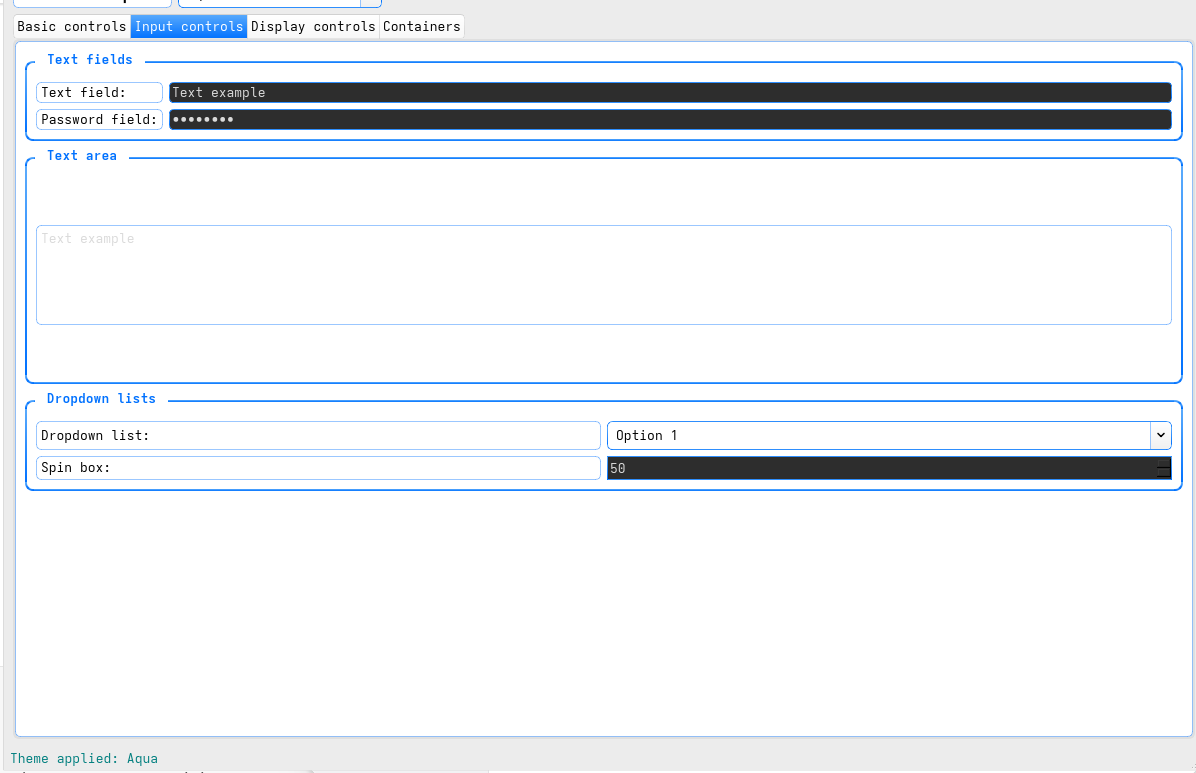 Basic controls Input controls Display controls Containers
Text fields
Text field: Text example
Password field: ••••••••
Text area
Text example
Dropdown lists
Dropdown list: Option 1
Spin box: 50
Theme applied: Aqua